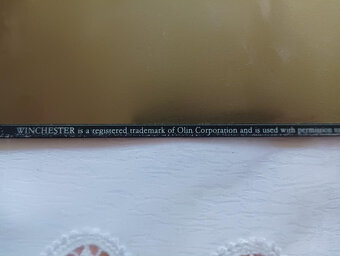 WINCHESTER is a registered trademark of Olin Corporation and is used with permission